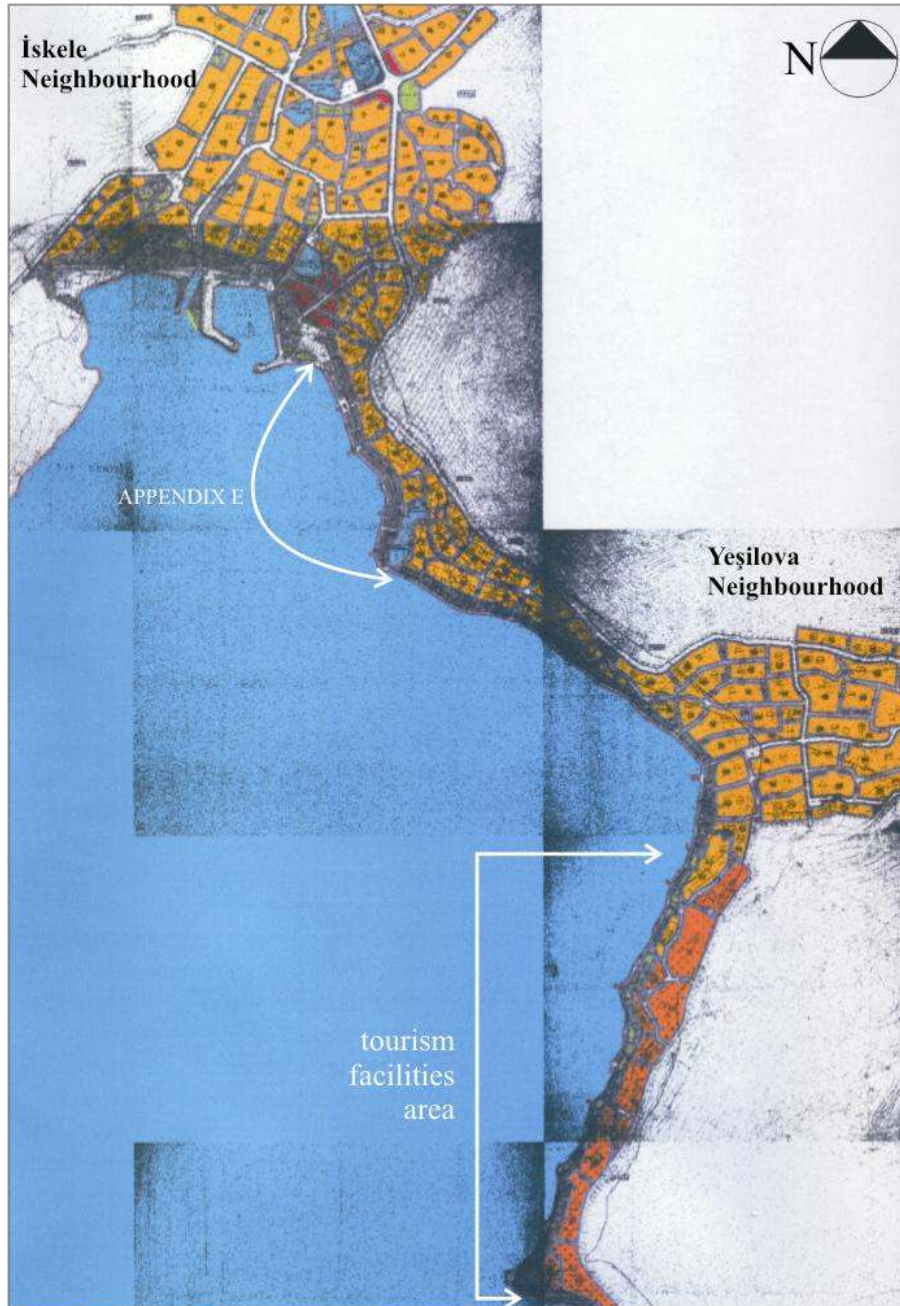 İskele
Neighbourhood
N
APPENDIX E
Yeşilova
Neighbourhood
tourism
facilities
area